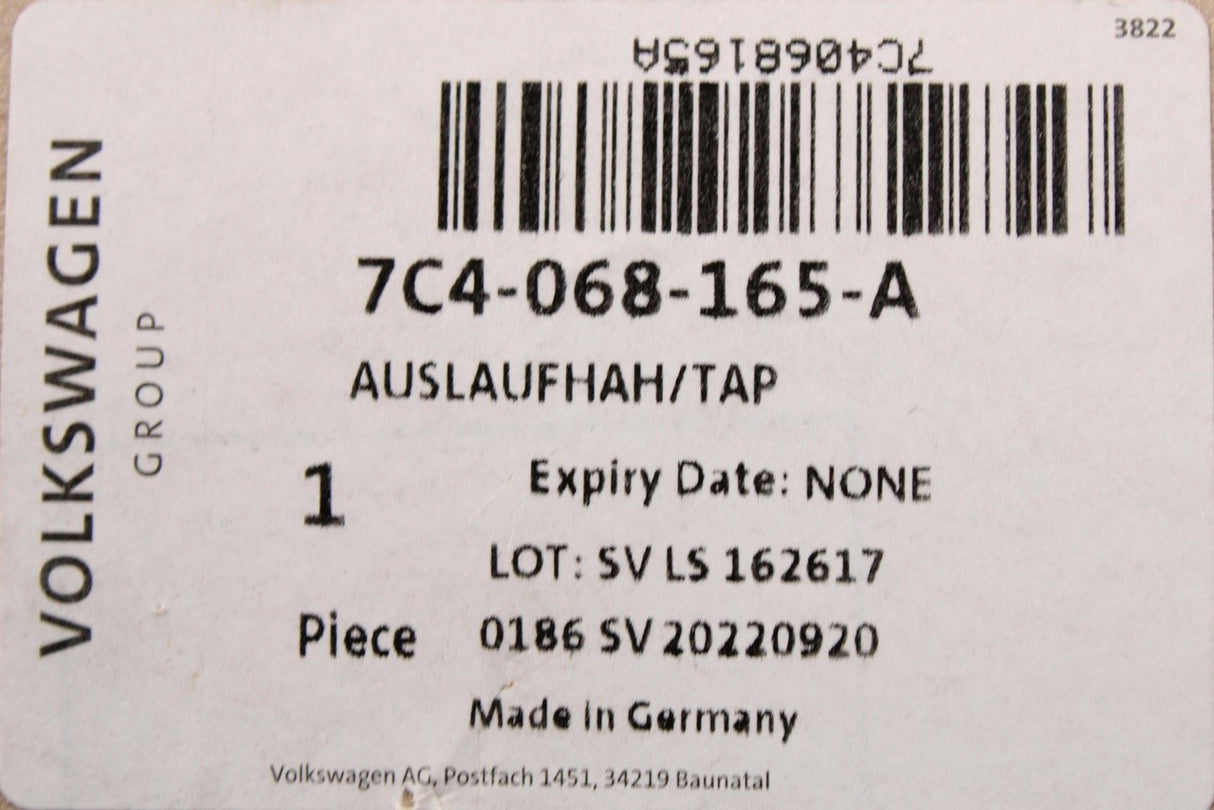 3822
7C4068165A
VOLKSWAGEN
GROUP
7C4-068-165-A
AUSLAUFHAH/TAP
1
Expiry Date: NONE
LOT: SV LS 162617
Piece 0186 SV 20220920
Made in Germany
Volkswagen AG, Postfach 1451, 34219 Baunatal